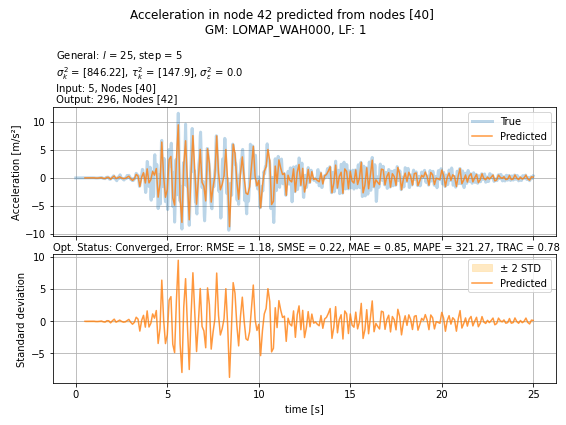 Acceleration in node 42 predicted from nodes [40]
GM: LOMAP_WAH000, LF: 1
General: l = 25, step = 5
σ²ₖ = [846.22], τ²ₖ = [147.9], σ²ε = 0.0
Input: 5, Nodes [40]
Output: 296, Nodes [42]
Acceleration [m/s²]
10
5
0
−5
−10
True
Predicted
Opt. Status: Converged, Error: RMSE = 1.18, SMSE = 0.22, MAE = 0.85, MAPE = 321.27, TRAC = 0.78
Standard deviation
10
5
0
−5
± 2 STD
Predicted
0 5 10 15 20 25
time [s]